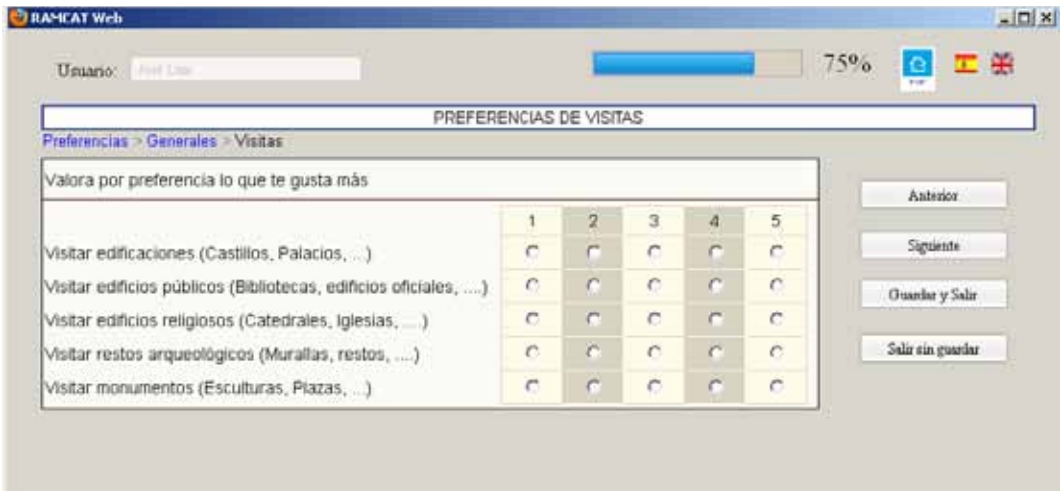 RAMCAT Web
Usuario:
75%
PREFERENCIAS DE VISITAS
Preferencias > Generales > Visitas
Valora por preferencia lo que te gusta más
1 2 3 4 5
Visitar edificaciones (Castillos, Palacios, ...)
Visitar edificios públicos (Bibliotecas, edificios oficiales, ....)
Visitar edificios religiosos (Catedrales, Iglesias, ....)
Visitar restos arqueológicos (Murallas, restos, ....)
Visitar monumentos (Esculturas, Plazas, ...)
Anterior
Siguiente
Guardar y Salir
Salir sin guardar